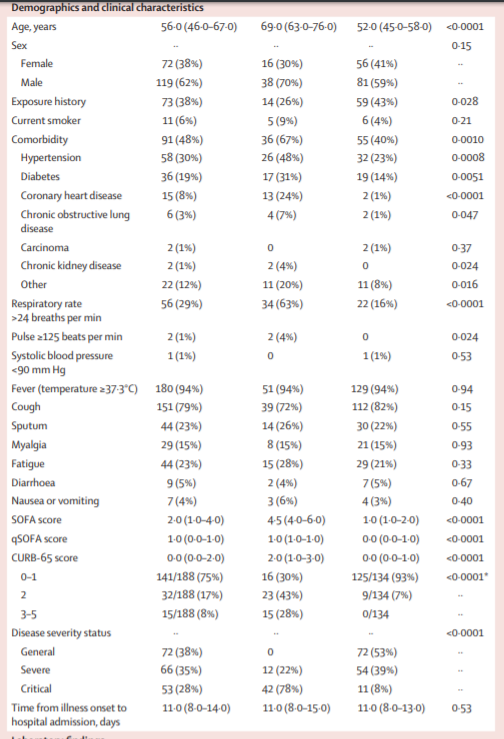 Demographics and clinical characteristics
Age, years 56·0 (46·0–67·0) 69·0 (63·0–76·0) 52·0 (45·0–58·0) <0·0001
Sex ·· ·· ·· 0·15
Female 72 (38%) 16 (30%) 56 (41%) ··
Male 119 (62%) 38 (70%) 81 (59%) ··
Exposure history 73 (38%) 14 (26%) 59 (43%) 0·028
Current smoker 11 (6%) 5 (9%) 6 (4%) 0·21
Comorbidity 91 (48%) 36 (67%) 55 (40%) 0·0010
Hypertension 58 (30%) 26 (48%) 32 (23%) 0·0008
Diabetes 36 (19%) 17 (31%) 19 (14%) 0·0051
Coronary heart disease 15 (8%) 13 (24%) 2 (1%) <0·0001
Chronic obstructive lung 6 (3%) 4 (7%) 2 (1%) 0·047
disease
Carcinoma 2 (1%) 0 2 (1%) 0·37
Chronic kidney disease 2 (1%) 2 (4%) 0 0·024
Other 22 (12%) 11 (20%) 11 (8%) 0·016
Respiratory rate 56 (29%) 34 (63%) 22 (16%) <0·0001
>24 breaths per min
Pulse ≥125 beats per min 2 (1%) 2 (4%) 0 0·024
Systolic blood pressure 1 (1%) 0 1 (1%) 0·53
<90 mm Hg
Fever (temperature ≥37·3°C) 180 (94%) 51 (94%) 129 (94%) 0·94
Cough 151 (79%) 39 (72%) 112 (82%) 0·15
Sputum 44 (23%) 14 (26%) 30 (22%) 0·55
Myalgia 29 (15%) 8 (15%) 21 (15%) 0·93
Fatigue 44 (23%) 15 (28%) 29 (21%) 0·33
Diarrhoea 9 (5%) 2 (4%) 7 (5%) 0·67
Nausea or vomiting 7 (4%) 3 (6%) 4 (3%) 0·40
SOFA score 2·0 (1·0–4·0) 4·5 (4·0–6·0) 1·0 (1·0–2·0) <0·0001
qSOFA score 1·0 (0·0–1·0) 1·0 (1·0–1·0) 0·0 (0·0–1·0) <0·0001
CURB-65 score 0·0 (0·0–2·0) 2·0 (1·0–3·0) 0·0 (0·0–1·0) <0·0001
0–1 141/188 (75%) 16 (30%) 125/134 (93%) <0·0001*
2 32/188 (17%) 23 (43%) 9/134 (7%) ··
3–5 15/188 (8%) 15 (28%) 0/134 ··
Disease severity status ·· ·· ·· <0·0001
General 72 (38%) 0 72 (53%) ··
Severe 66 (35%) 12 (22%) 54 (39%) ··
Critical 53 (28%) 42 (78%) 11 (8%) ··
Time from illness onset to 11·0 (8·0–14·0) 11·0 (8·0–15·0) 11·0 (8·0–13·0) 0·53
hospital admission, days